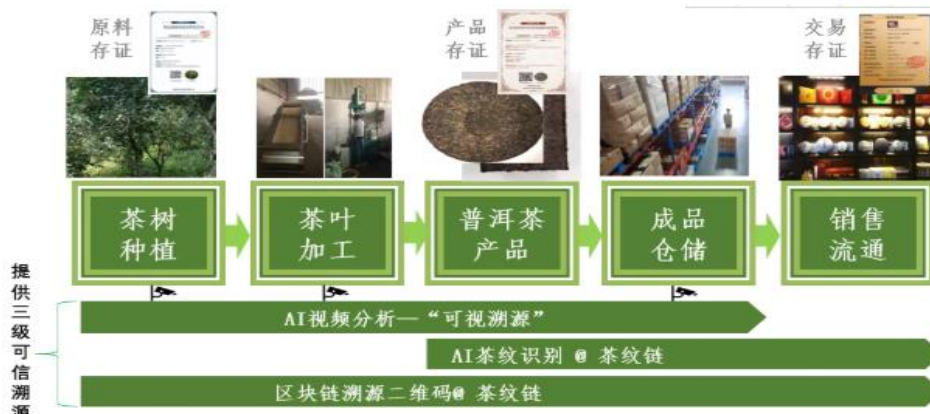 原料
存证
产品
存证
交易
存证
茶树
种植
茶叶
加工
普洱茶
产品
成品
仓储
销售
流通
提供三级可信溯源
AI视频分析—“可视溯源”
AI茶纹识别 @ 茶纹链
区块链溯源二维码@ 茶纹链